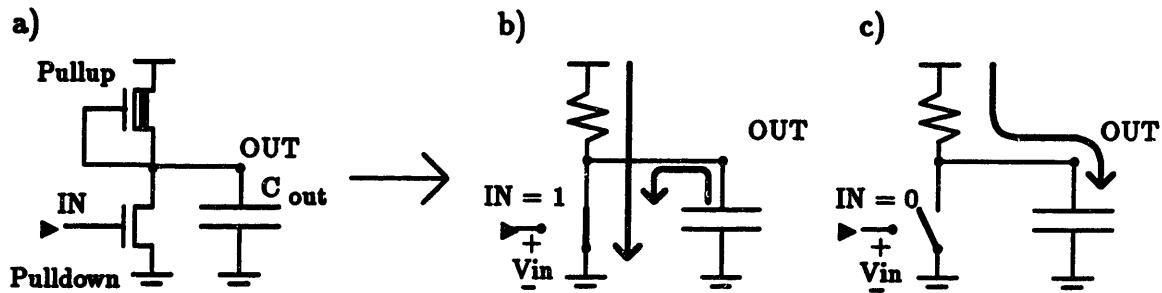 a)
Pullup
OUT
C out
IN
Pulldown
b)
OUT
IN = 1
+
Vin
-
c)
OUT
IN = 0
+
Vin
-